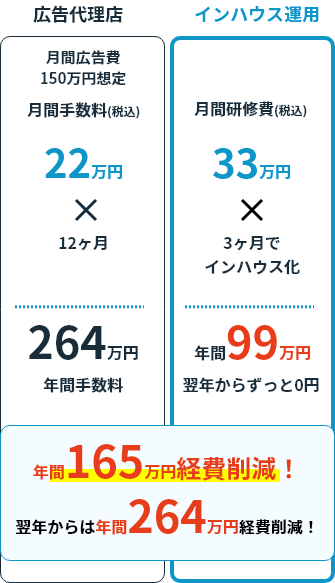 広告代理店
月間広告費
150万円想定
月間手数料(税込)
22万円
×
12ヶ月
264万円
年間手数料
インハウス運用
月間研修費(税込)
33万円
×
3ヶ月で
インハウス化
年間99万円
翌年からずっと0円
年間165万円経費削減！
翌年からは年間264万円経費削減！